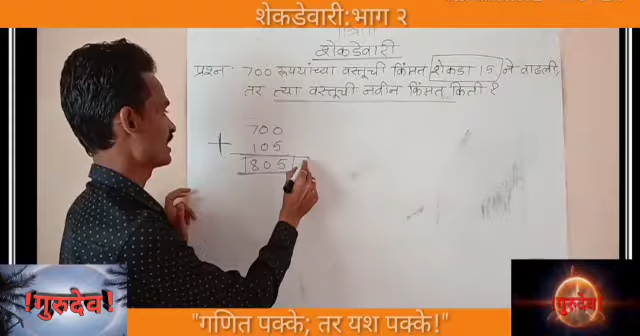 शेकडेवारी:भाग २
शेकडेवारी
प्रश्न: 700 रुपयांच्या वस्तूची किंमत शेकडा 15 ने वाढली,
तर त्या वस्तूची नवीन किंमत किती?
700
+ 105
805
!गुरुदेव!
गुरुदेव
"गणित पक्के; तर यश पक्के!"